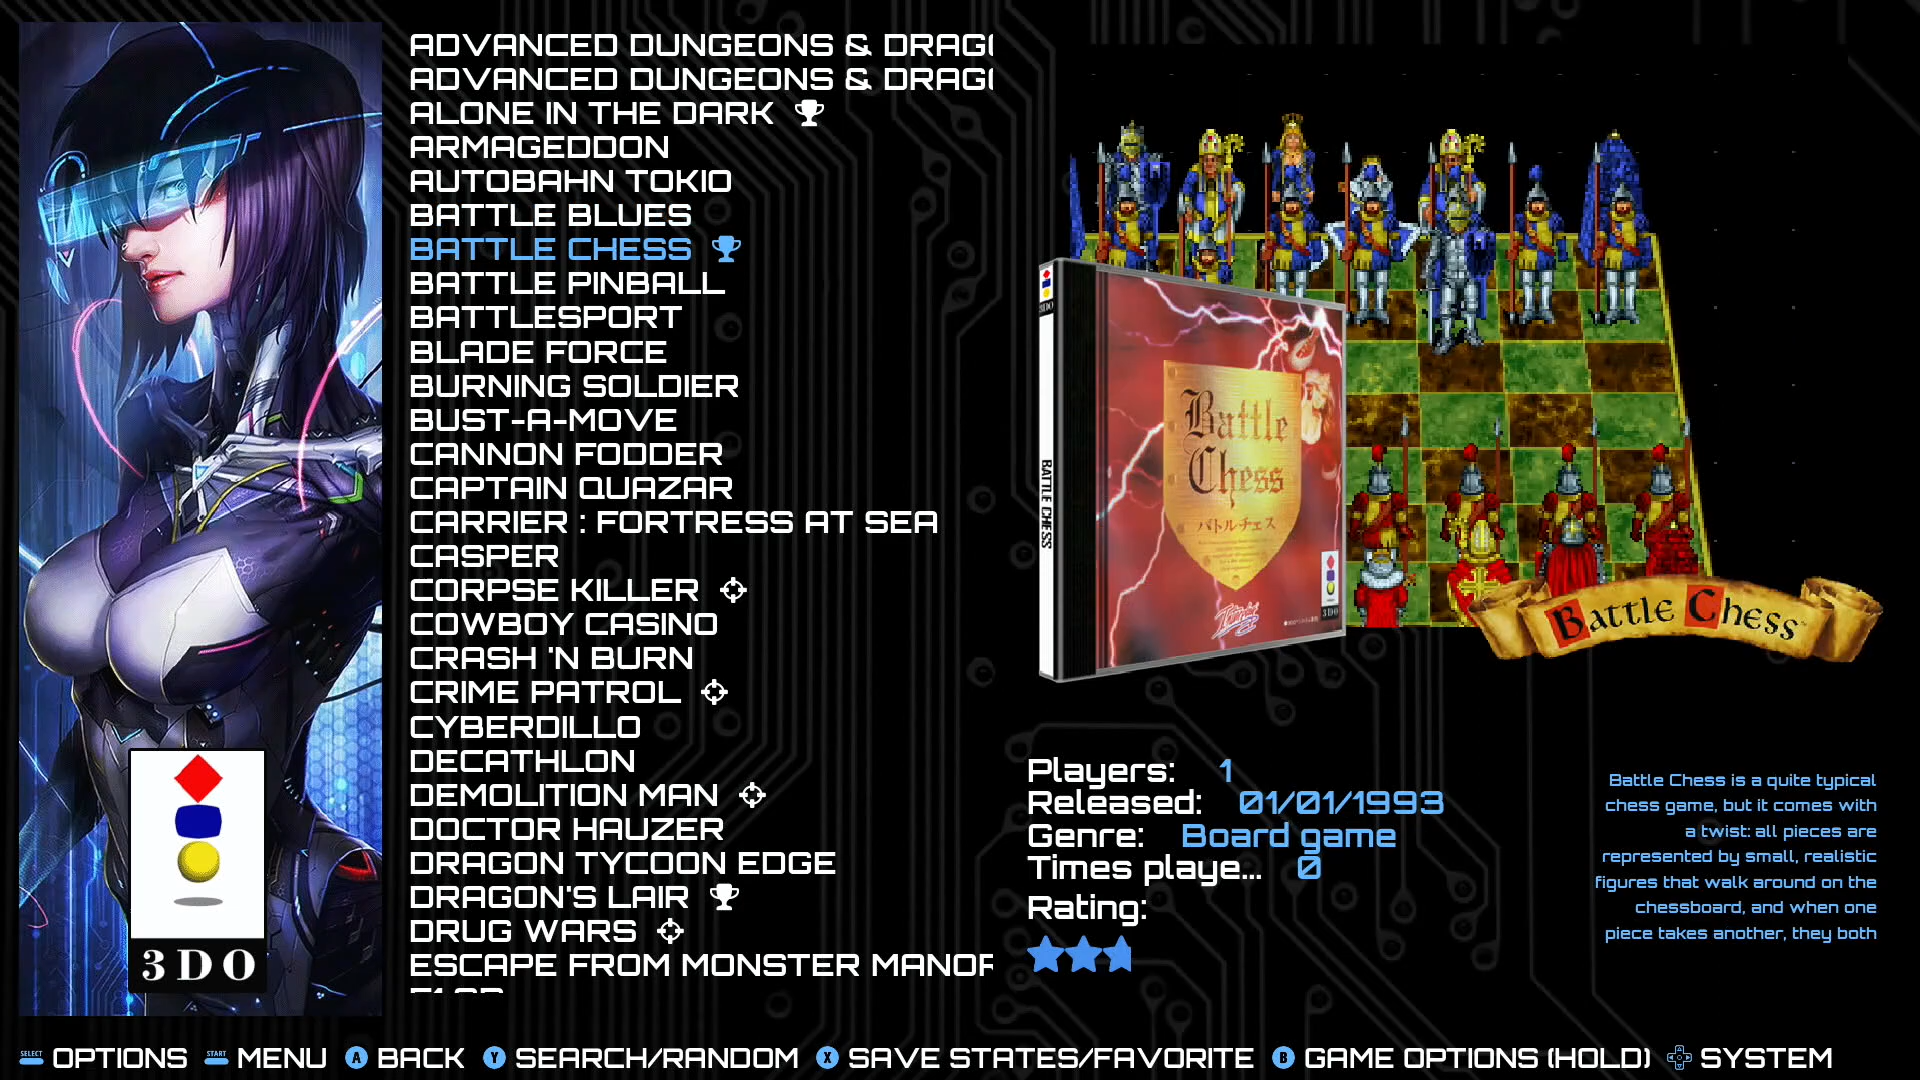 ADVANCED DUNGEONS & DRAG
ADVANCED DUNGEONS & DRAG
ALONE IN THE DARK
ARMAGEDDON
AUTOBAHN TOKIO
BATTLE BLUES
BATTLE CHESS
BATTLE PINBALL
BATTLESPORT
BLADE FORCE
BURNING SOLDIER
BUST-A-MOVE
CANNON FODDER
CAPTAIN QUAZAR
CARRIER : FORTRESS AT SEA
CASPER
CORPSE KILLER
COWBOY CASINO
CRASH 'N BURN
CRIME PATROL
CYBERDILLO
DECATHLON
DEMOLITION MAN
DOCTOR HAUZER
DRAGON TYCOON EDGE
DRAGON'S LAIR
DRUG WARS
ESCAPE FROM MONSTER MANOR
3DO
3DO
BATTLE CHESS
Battle
Chess
バトルチェス
3DO
Battle Chess
Players: 1
Released: 01/01/1993
Genre: Board game
Times playe... 0
Rating:
Battle Chess is a quite typical
chess game, but it comes with
a twist: all pieces are
represented by small, realistic
figures that walk around on the
chessboard, and when one
piece takes another, they both
SELECT OPTIONS START MENU A BACK Y SEARCH/RANDOM X SAVE STATES/FAVORITE B GAME OPTIONS (HOLD) SYSTEM